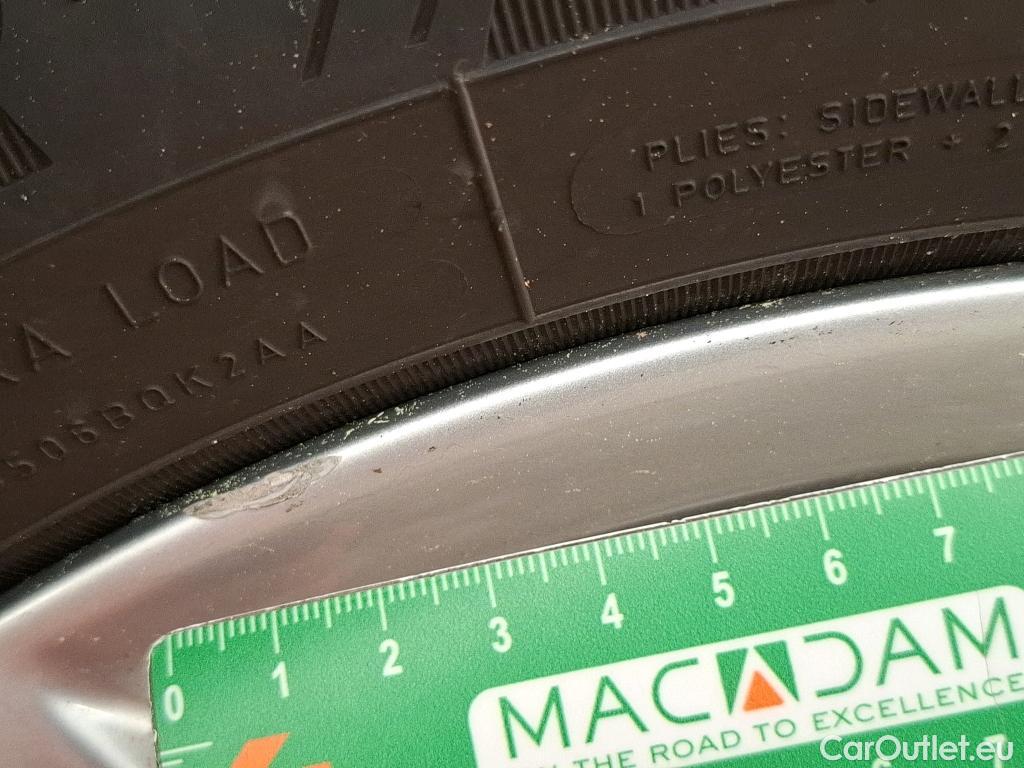 PLIES: SIDEWALL
1 POLYESTER + 2
LOAD
506BQK2AA
0 1 2 3 4 5 6 7
MACADAM
THE ROAD TO EXCELLENCE
CarOutlet.eu